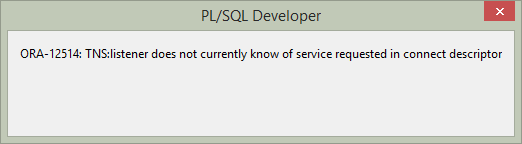 PL/SQL Developer
ORA-12514: TNS:listener does not currently know of service requested in connect descriptor